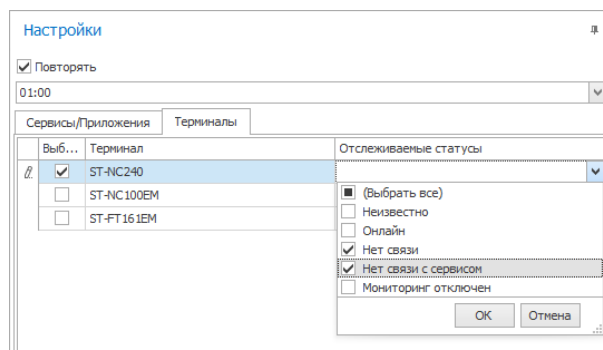 Настройки
Повторять
01:00
Сервисы/Приложения Терминалы
Выб... Терминал Отслеживаемые статусы
ST-NC240
ST-NC100EM
ST-FT161EM
(Выбрать все)
Неизвестно
Онлайн
Нет связи
Нет связи с сервисом
Мониторинг отключен
OK Отмена